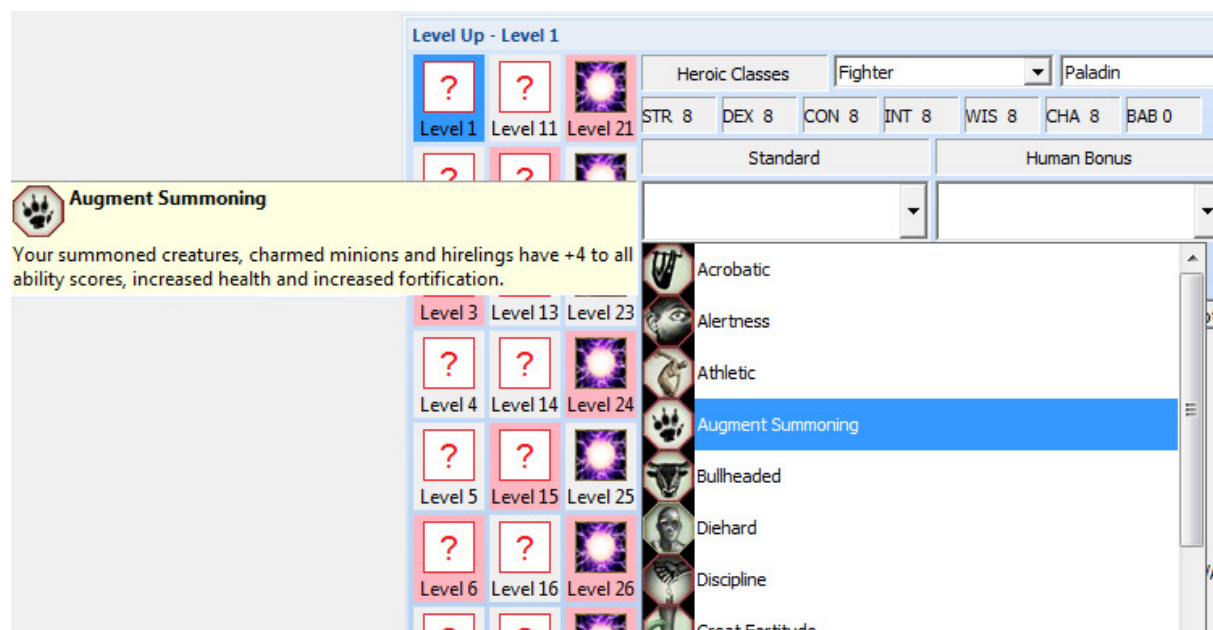 Level Up - Level 1
? ? Heroic Classes Fighter Paladin
Level 1 Level 11 Level 21
STR 8 DEX 8 CON 8 INT 8 WIS 8 CHA 8 BAB 0
Standard Human Bonus
? ?
Augment Summoning
Your summoned creatures, charmed minions and hirelings have +4 to all
ability scores, increased health and increased fortification.
Acrobatic
Level 3 Level 13 Level 23
Alertness
? ?
Athletic
Level 4 Level 14 Level 24
Augment Summoning
? ?
Bullheaded
Level 5 Level 15 Level 25
Diehard
? ?
Discipline
Level 6 Level 16 Level 26
? ?
Great Fortitude